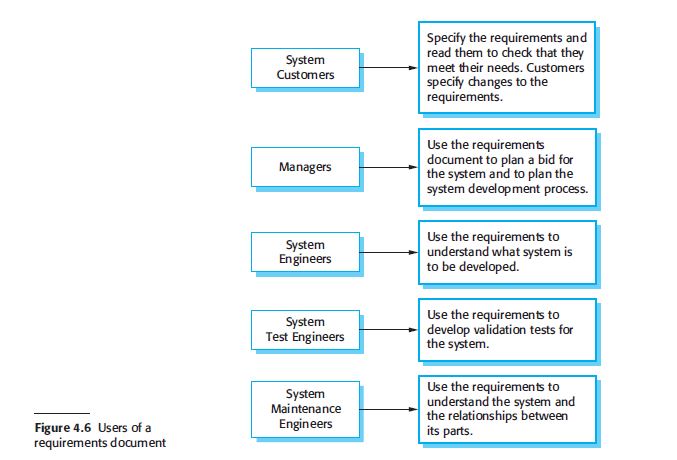 System
Customers
Specify the requirements and
read them to check that they
meet their needs. Customers
specify changes to the
requirements.
Managers
Use the requirements
document to plan a bid for
the system and to plan the
system development process.
System
Engineers
Use the requirements to
understand what system is
to be developed.
System
Test Engineers
Use the requirements to
develop validation tests for
the system.
System
Maintenance
Engineers
Use the requirements to
understand the system and
the relationships between
its parts.
Figure 4.6 Users of a
requirements document